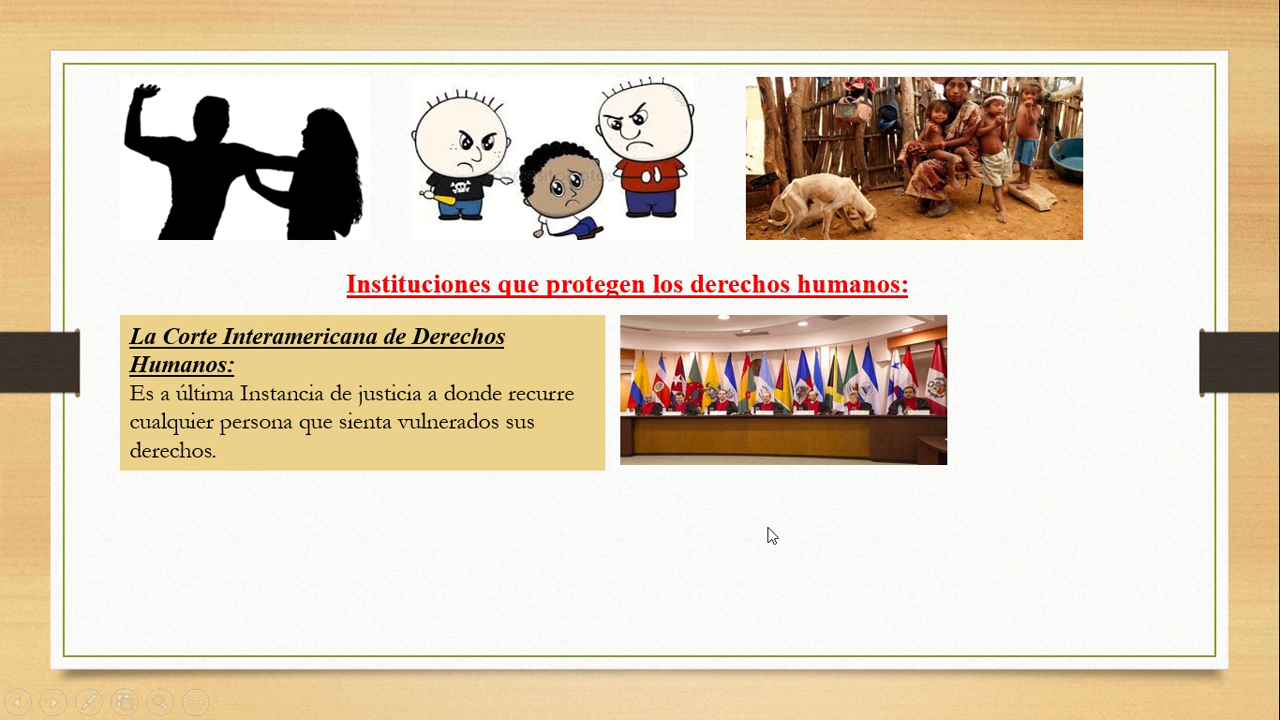 Instituciones que protegen los derechos humanos:
La Corte Interamericana de Derechos
Humanos:
Es a última Instancia de justicia a donde recurre
cualquier persona que sienta vulnerados sus
derechos.